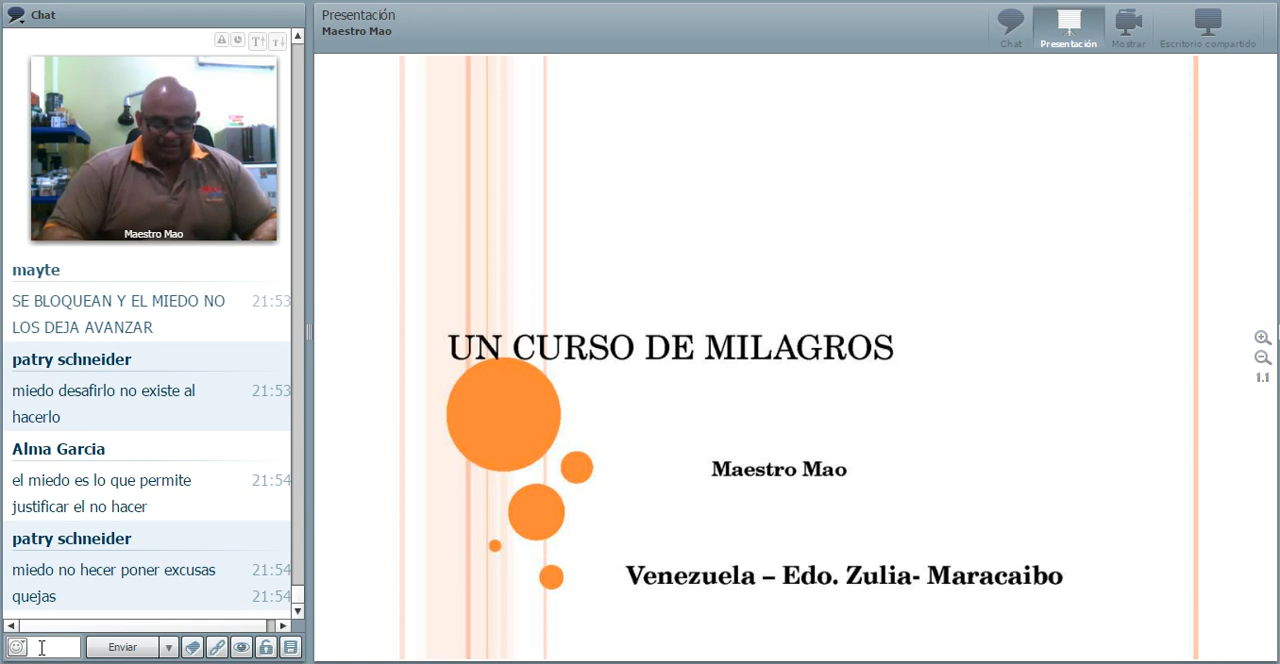 Chat
Maestro Mao
mayte
SE BLOQUEAN Y EL MIEDO NO 21:53
LOS DEJA AVANZAR
patry schneider
miedo desafirlo no existe al 21:53
hacerlo
Alma Garcia
el miedo es lo que permite 21:54
justificar el no hacer
patry schneider
miedo no hecer poner excusas 21:54
quejas 21:54
Enviar
Presentación
Maestro Mao
Chat
Presentación
Mostrar
Escritorio compartido
UN CURSO DE MILAGROS
Maestro Mao
Venezuela – Edo. Zulia- Maracaibo
1.1